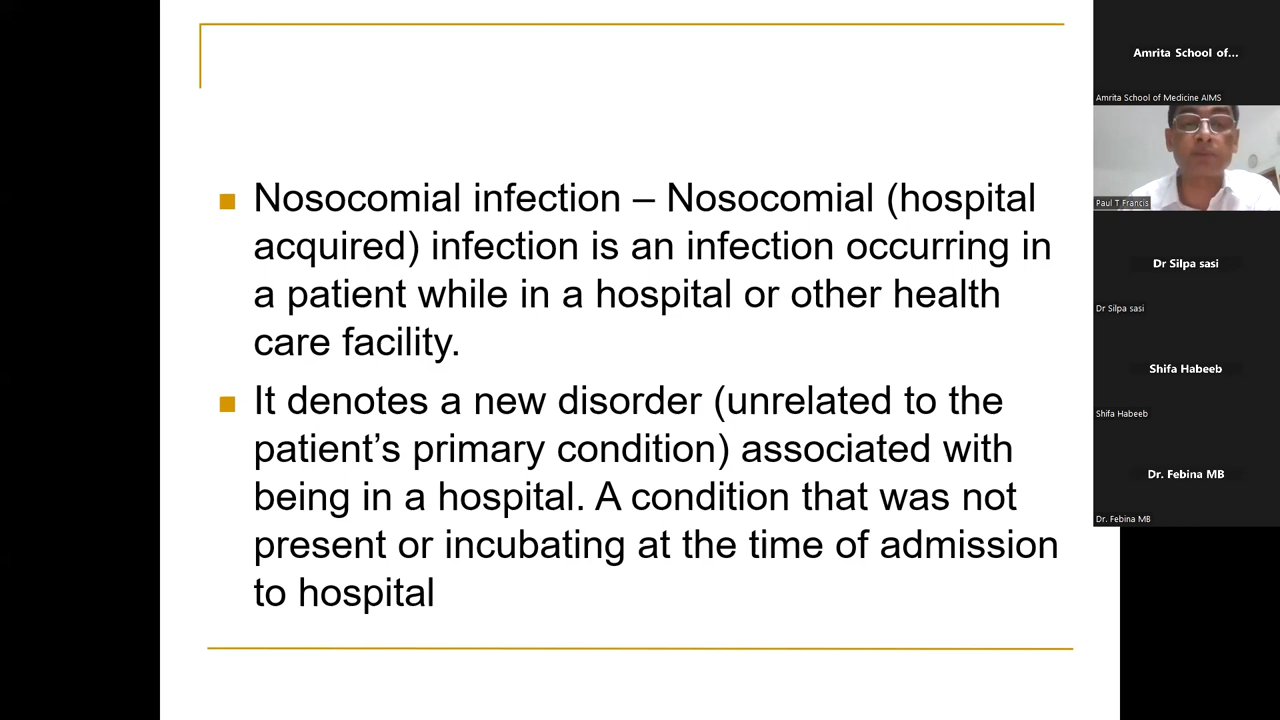 Nosocomial infection – Nosocomial (hospital
acquired) infection is an infection occurring in
a patient while in a hospital or other health
care facility.
It denotes a new disorder (unrelated to the
patient’s primary condition) associated with
being in a hospital. A condition that was not
present or incubating at the time of admission
to hospital
Amrita School of...
Amrita School of Medicine AIMS
Paul T Francis
Dr Silpa sasi
Dr Silpa sasi
Shifa Habeeb
Shifa Habeeb
Dr. Febina MB
Dr. Febina MB